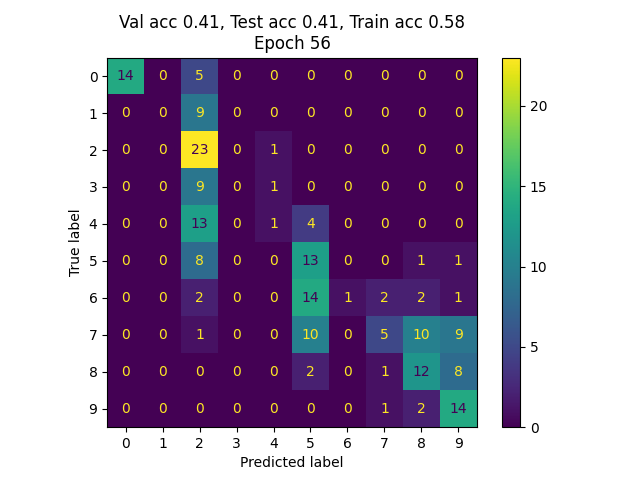 Val acc 0.41, Test acc 0.41, Train acc 0.58
Epoch 56
0 14 0 5 0 0 0 0 0 0 0
1 0 0 9 0 0 0 0 0 0 0
2 0 0 23 0 1 0 0 0 0 0
3 0 0 9 0 1 0 0 0 0 0
4 0 0 13 0 1 4 0 0 0 0
5 0 0 8 0 0 13 0 0 1 1
6 0 0 2 0 0 14 1 2 2 1
7 0 0 1 0 0 10 0 5 10 9
8 0 0 0 0 0 2 0 1 12 8
9 0 0 0 0 0 0 0 1 2 14
0 1 2 3 4 5 6 7 8 9
Predicted label
True label
20
15
10
5
0